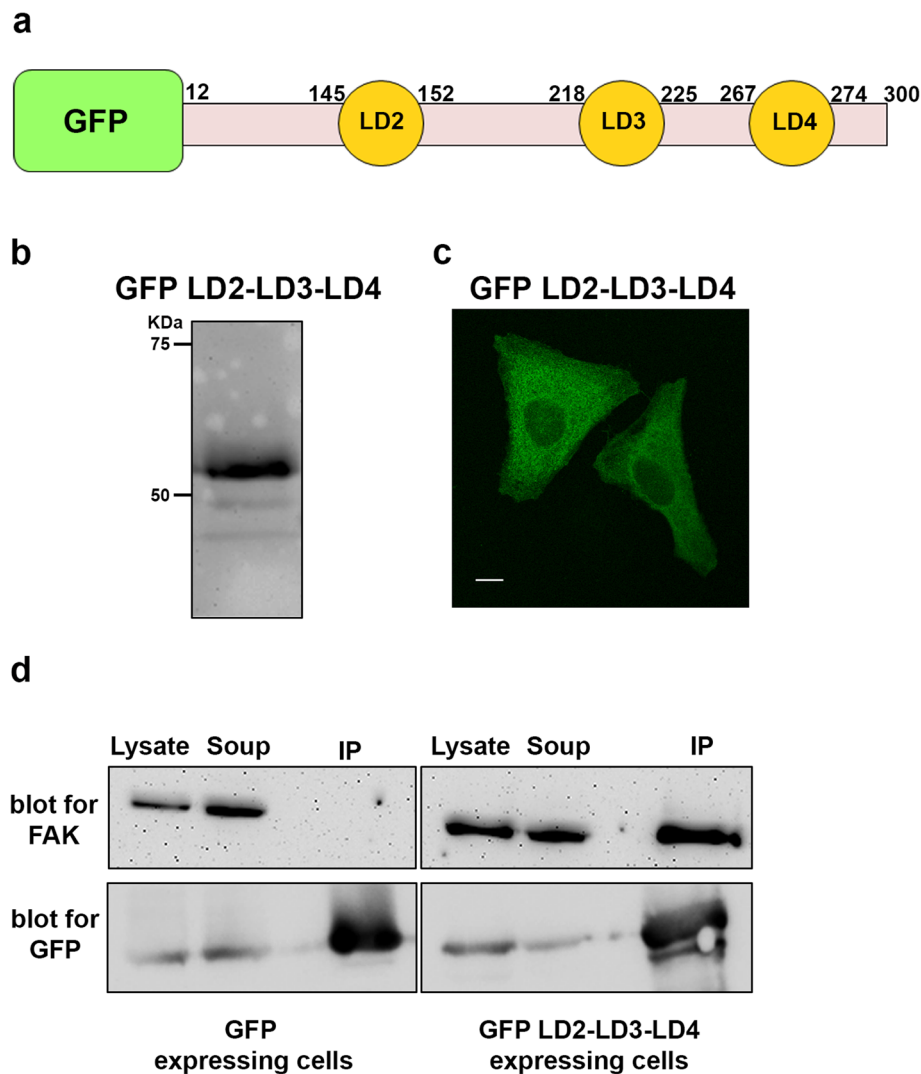 a
GFP
12
145
LD2
152
218
LD3
225
267
LD4
274
300
b
GFP LD2-LD3-LD4
KDa
75
50
c
GFP LD2-LD3-LD4
d
Lysate Soup IP
Lysate Soup IP
blot for
FAK
blot for
GFP
GFP
expressing cells
GFP LD2-LD3-LD4
expressing cells